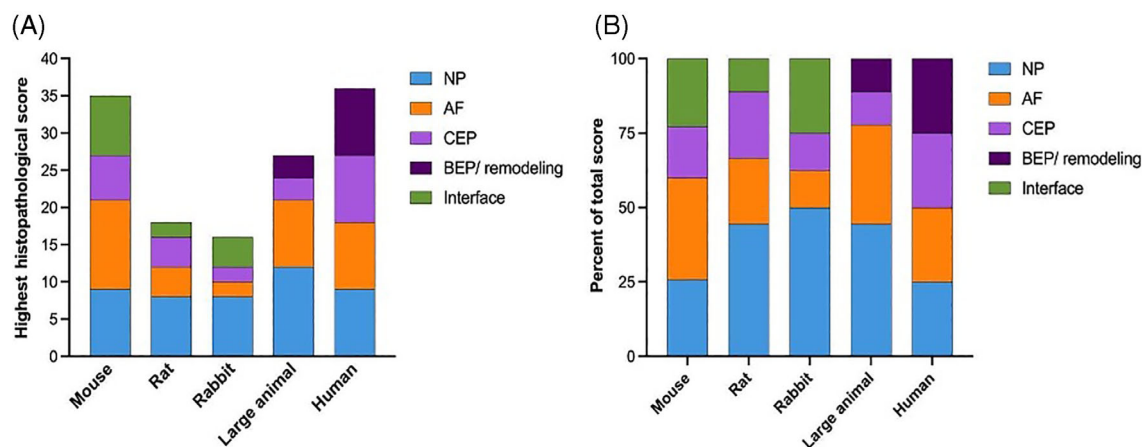 (A)
Highest histopathological score
40
35
30
25
20
15
10
5
0
Mouse
Rat
Rabbit
Large animal
Human
NP
AF
CEP
BEP/ remodeling
Interface
(B)
Percent of total score
100
75
50
25
0
Mouse
Rat
Rabbit
Large animal
Human
NP
AF
CEP
BEP/ remodeling
Interface